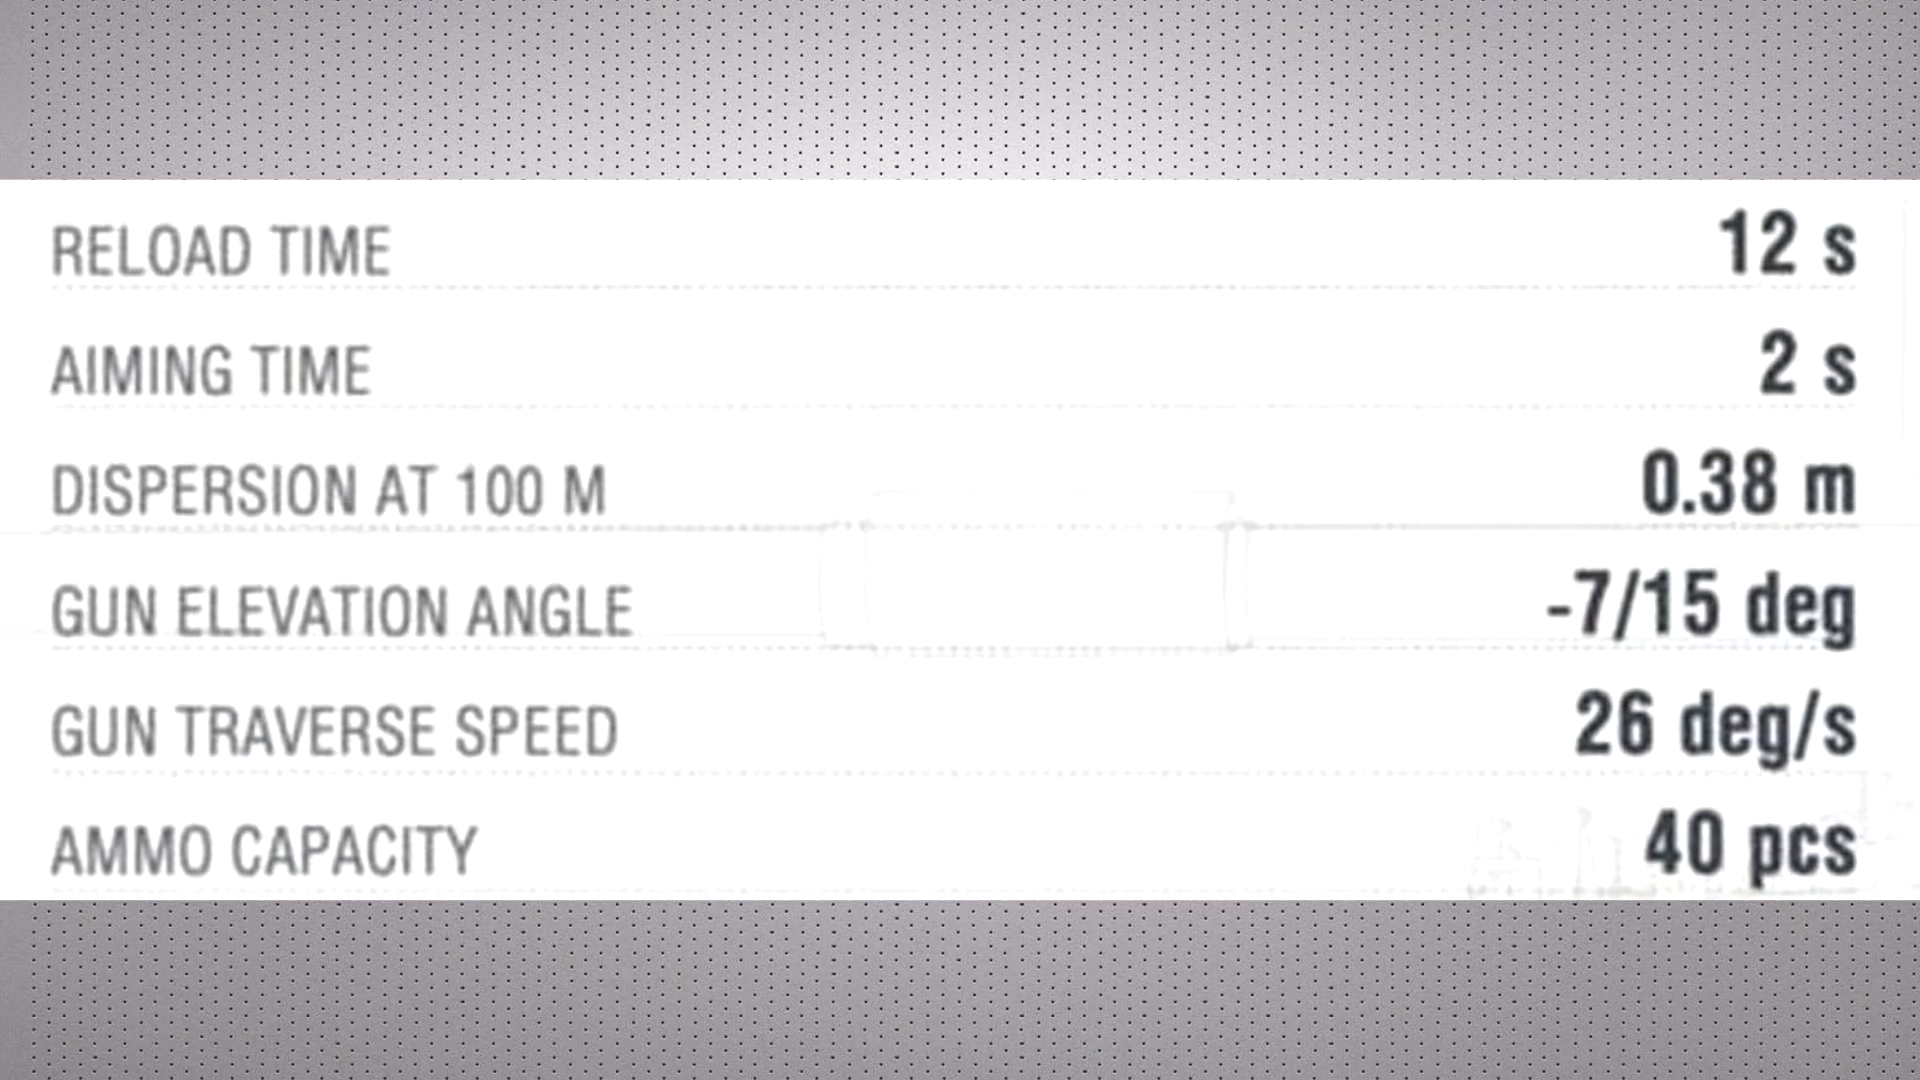 RELOAD TIME 12 s
AIMING TIME 2 s
DISPERSION AT 100 M 0.38 m
GUN ELEVATION ANGLE -7/15 deg
GUN TRAVERSE SPEED 26 deg/s
AMMO CAPACITY 40 pcs